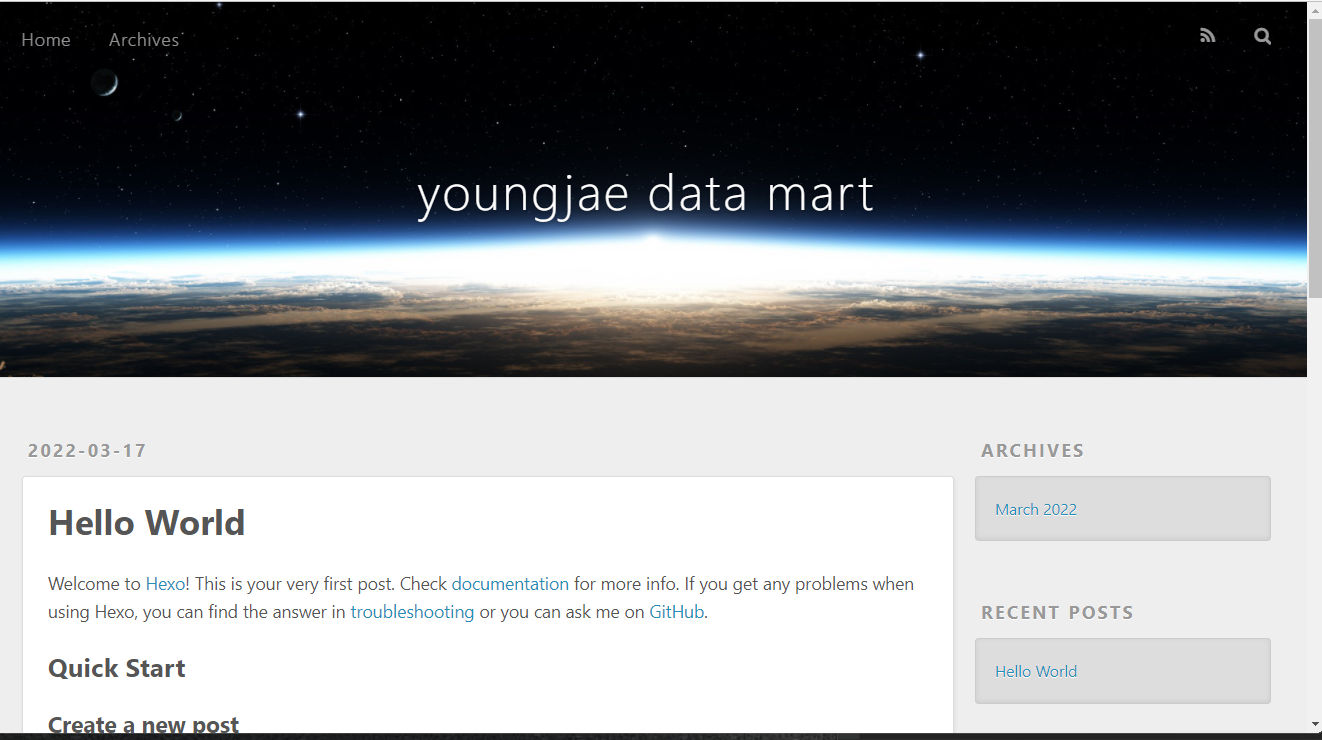 Home Archives
youngjae data mart
2022-03-17
Hello World
Welcome to Hexo! This is your very first post. Check documentation for more info. If you get any problems when
using Hexo, you can find the answer in troubleshooting or you can ask me on GitHub.
Quick Start
Create a new post
ARCHIVES
March 2022
RECENT POSTS
Hello World